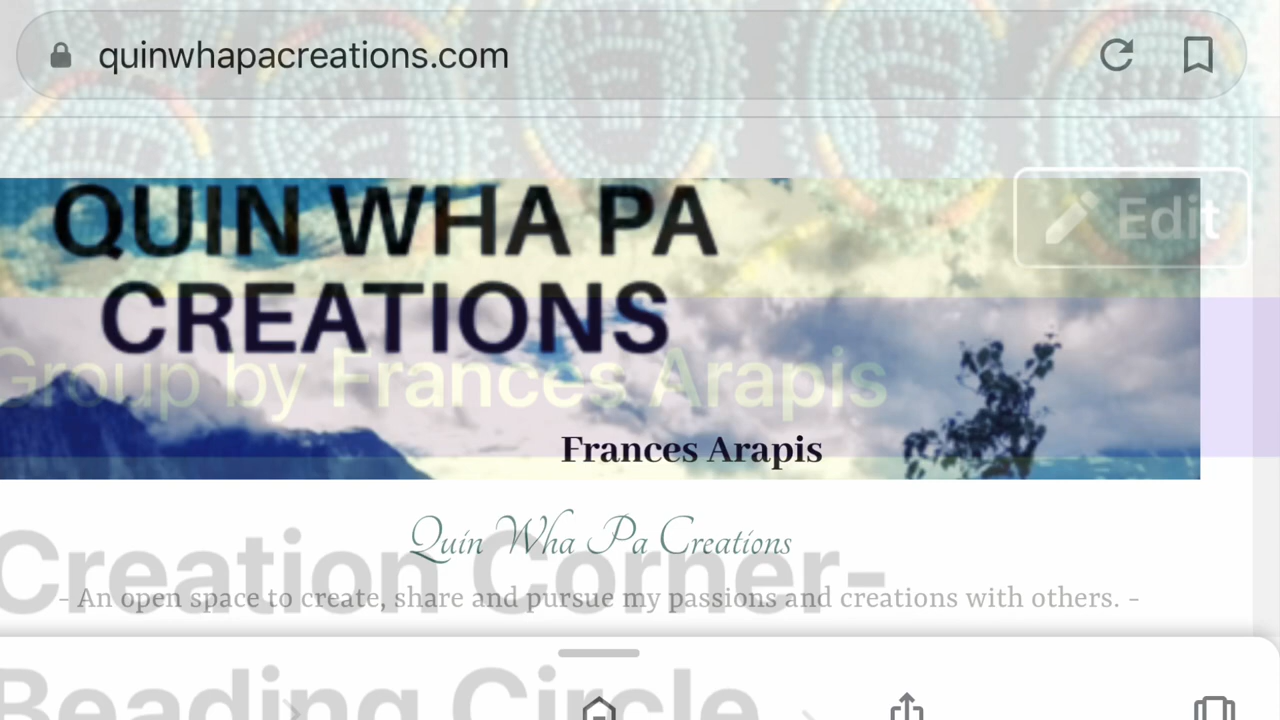 quinwhapacreations.com
Edit
QUIN WHA PA
CREATIONS
Group by Frances Arapis
Frances Arapis
Quin Wha Pa Creations
Creation Corner-
- An open space to create, share and pursue my passions and creations with others. -
Beading Circle